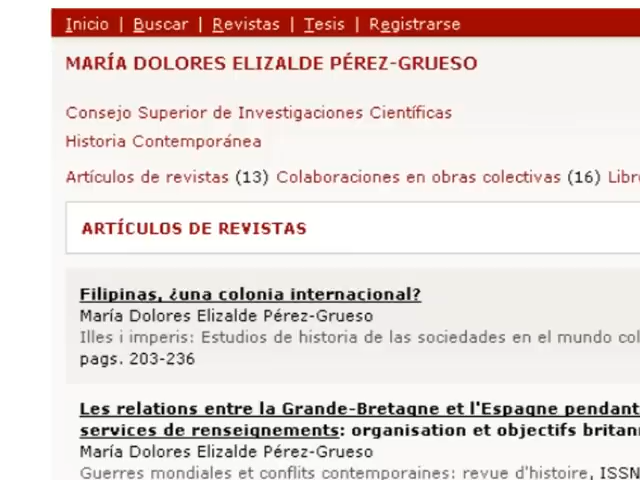 Inicio | Buscar | Revistas | Tesis | Registrarse
MARÍA DOLORES ELIZALDE PÉREZ-GRUESO
Consejo Superior de Investigaciones Científicas
Historia Contemporánea
Artículos de revistas (13) Colaboraciones en obras colectivas (16)
ARTÍCULOS DE REVISTAS
Filipinas, ¿una colonia internacional?
María Dolores Elizalde Pérez-Grueso
Illes i imperis: Estudios de historia de las sociedades en el mundo
pags. 203-236
Les relations entre la Grande-Bretagne et l'Espagne
services de renseignements: organisation et objectifs
María Dolores Elizalde Pérez-Grueso
Guerres mondiales et conflits contemporaines: revue d'histoire, ISSN